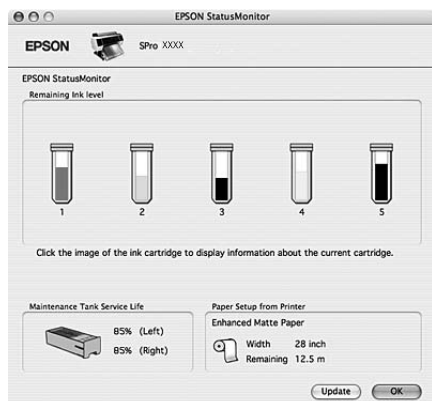 EPSON StatusMonitor
EPSON SPro XXXX
EPSON StatusMonitor
Remaining Ink level
1 2 3 4 5
Click the image of the ink cartridge to display information about the current cartridge.
Maintenance Tank Service Life
85% (Left)
85% (Right)
Paper Setup from Printer
Enhanced Matte Paper
Width 28 inch
Remaining 12.5 m
Update OK